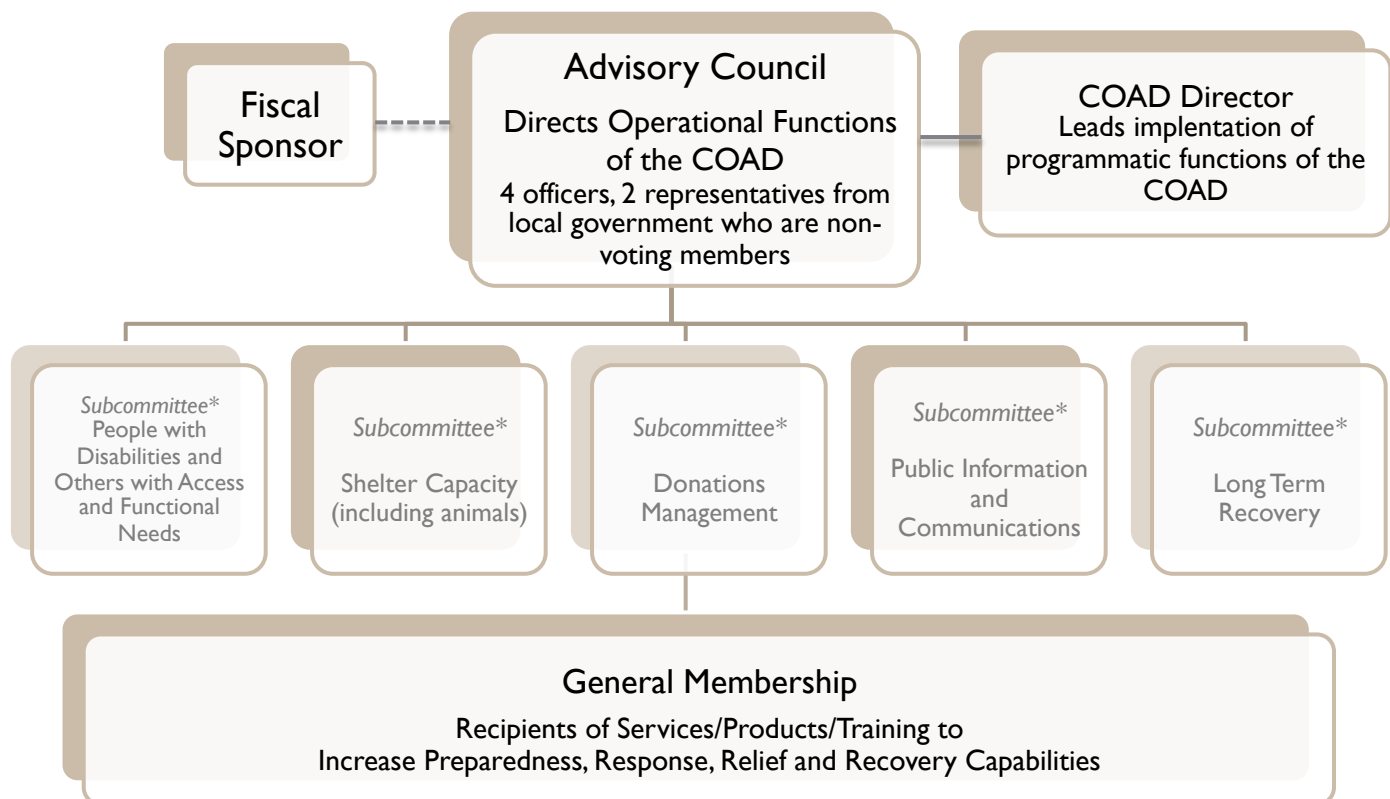 Fiscal
Sponsor
Advisory Council
Directs Operational Functions
of the COAD
4 officers, 2 representatives from
local government who are non-
voting members
COAD Director
Leads implentation of
programmatic functions of the
COAD
Subcommittee*
People with
Disabilities and
Others with Access
and Functional
Needs
Subcommittee*
Shelter Capacity
(including animals)
Subcommittee*
Donations
Management
Subcommittee*
Public Information
and
Communications
Subcommittee*
Long Term
Recovery
General Membership
Recipients of Services/Products/Training to
Increase Preparedness, Response, Relief and Recovery Capabilities